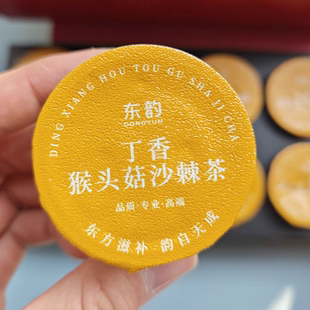 DING XIANG HOU TOU GU SHA JI CHA
东韵
DONGYUN
丁香
猴头菇沙棘茶
品质·专业·高端
东方滋补·韵自天成